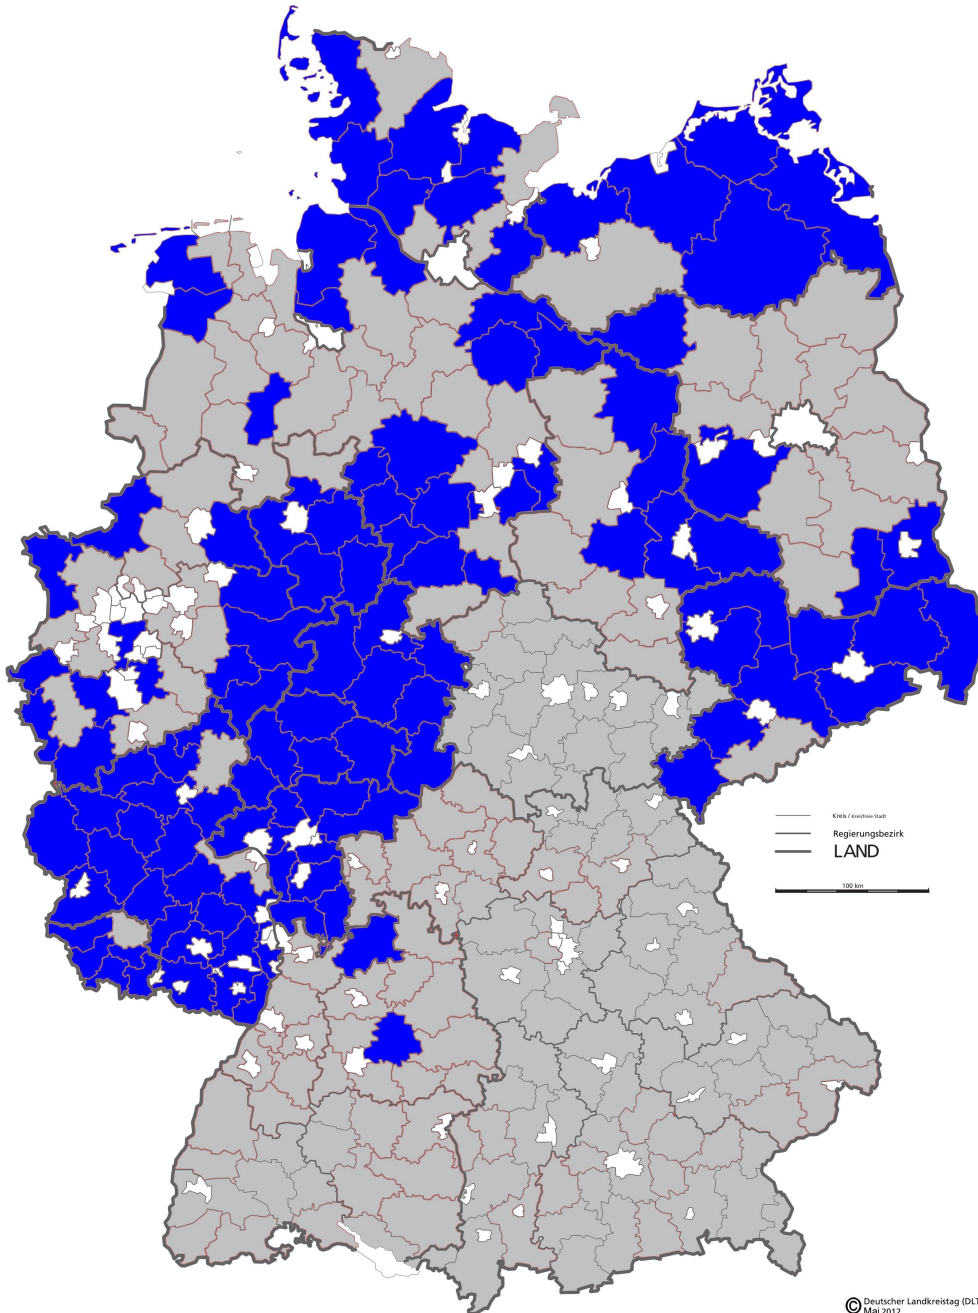 Kreis / Kreisfreie Stadt
Regierungsbezirk
LAND
100 km
© Deutscher Landkreistag (DLT
Mai 2012